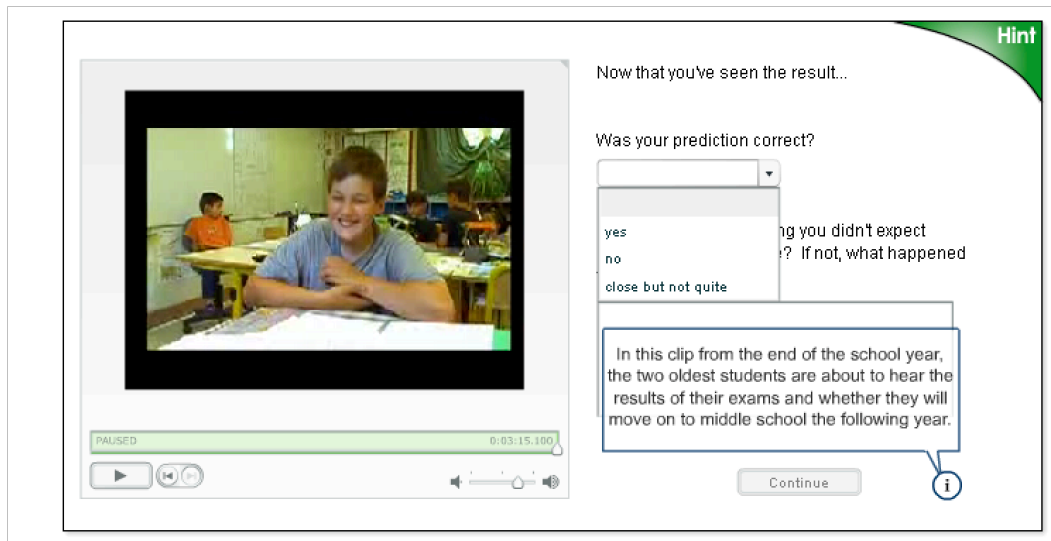 Hint
Now that you've seen the result...
Was your prediction correct?
yes
no
close but not quite
ng you didn't expect
? If not, what happened
In this clip from the end of the school year,
the two oldest students are about to hear the
results of their exams and whether they will
move on to middle school the following year.
PAUSED 0:03:15.100
Continue
i